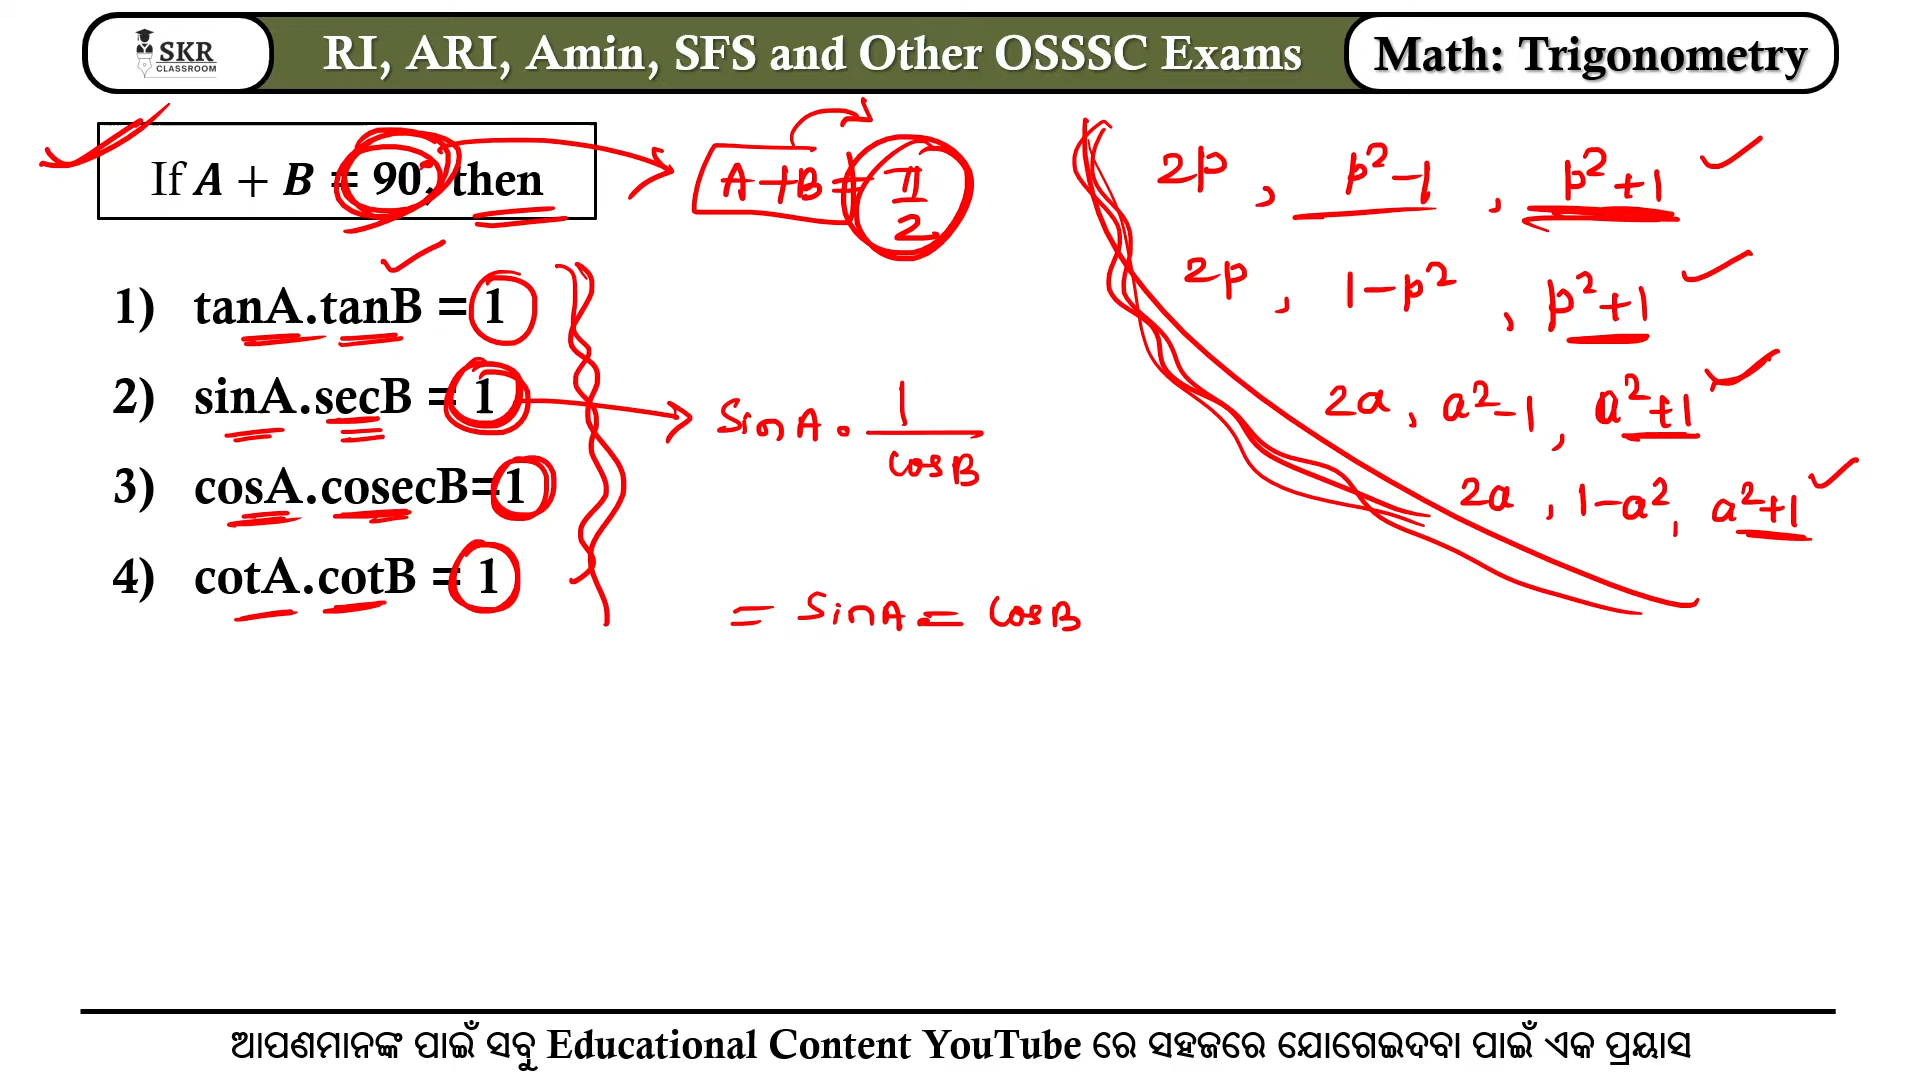 SKR
CLASSROOM
RI, ARI, Amin, SFS and Other OSSSC Exams
Math: Trigonometry
If A + B = 90, then
A+B = π/2
1) tanA.tanB = 1
2) sinA.secB = 1
3) cosA.cosecB=1
4) cotA.cotB = 1
SinA . 1/cosB
= SinA = CosB
2p, p²-1, p²+1
2p, 1-p², p²+1
2a, a²-1, a²+1
2a, 1-a², a²+1
ଆପଣମାନଙ୍କ ପାଇଁ ସବୁ Educational Content YouTube ରେ ସହଜରେ ଯୋଗେଇଦବା ପାଇଁ ଏକ ପ୍ରୟାସ